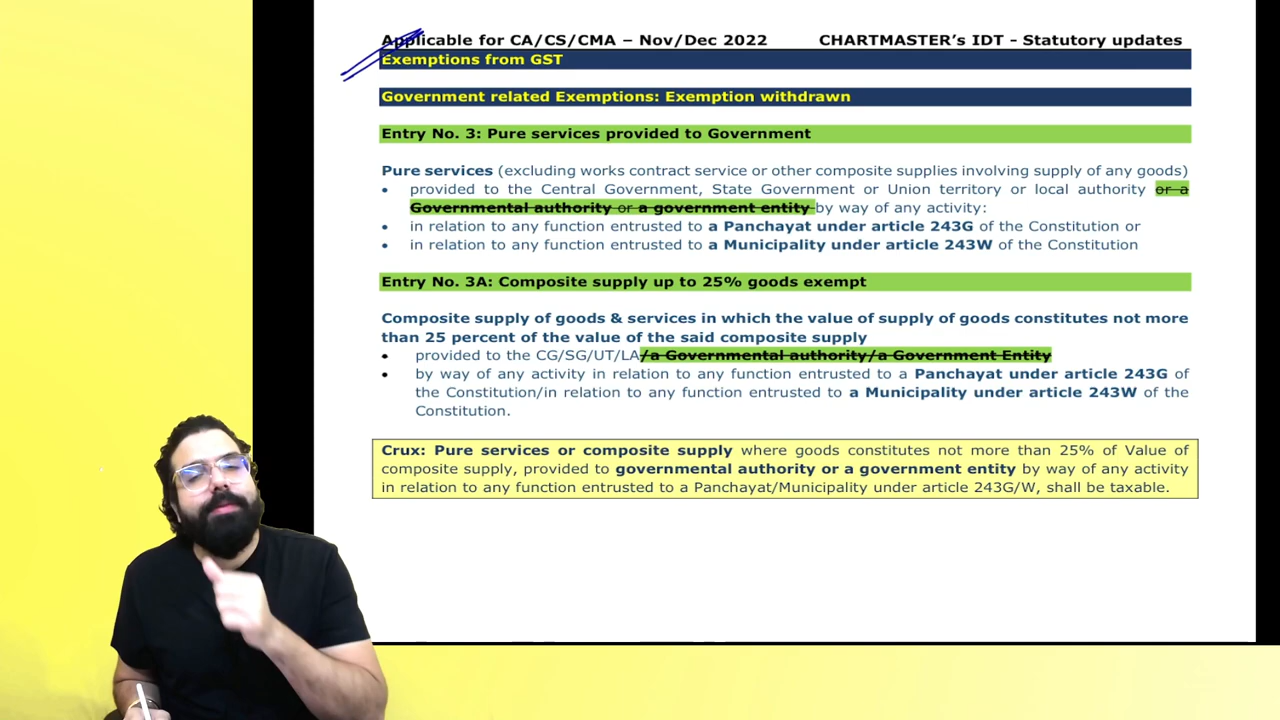 Applicable for CA/CS/CMA – Nov/Dec 2022 CHARTMASTER's IDT - Statutory updates
Exemptions from GST
Government related Exemptions: Exemption withdrawn
Entry No. 3: Pure services provided to Government
Pure services (excluding works contract service or other composite supplies involving supply of any goods)
• provided to the Central Government, State Government or Union territory or local authority or a
Governmental authority or a government entity by way of any activity:
• in relation to any function entrusted to a Panchayat under article 243G of the Constitution or
• in relation to any function entrusted to a Municipality under article 243W of the Constitution
Entry No. 3A: Composite supply up to 25% goods exempt
Composite supply of goods & services in which the value of supply of goods constitutes not more
than 25 percent of the value of the said composite supply
• provided to the CG/SG/UT/LA/a Governmental authority/a Government Entity
• by way of any activity in relation to any function entrusted to a Panchayat under article 243G of
the Constitution/in relation to any function entrusted to a Municipality under article 243W of the
Constitution.
Crux: Pure services or composite supply where goods constitutes not more than 25% of Value of
composite supply, provided to governmental authority or a government entity by way of any activity
in relation to any function entrusted to a Panchayat/Municipality under article 243G/W, shall be taxable.